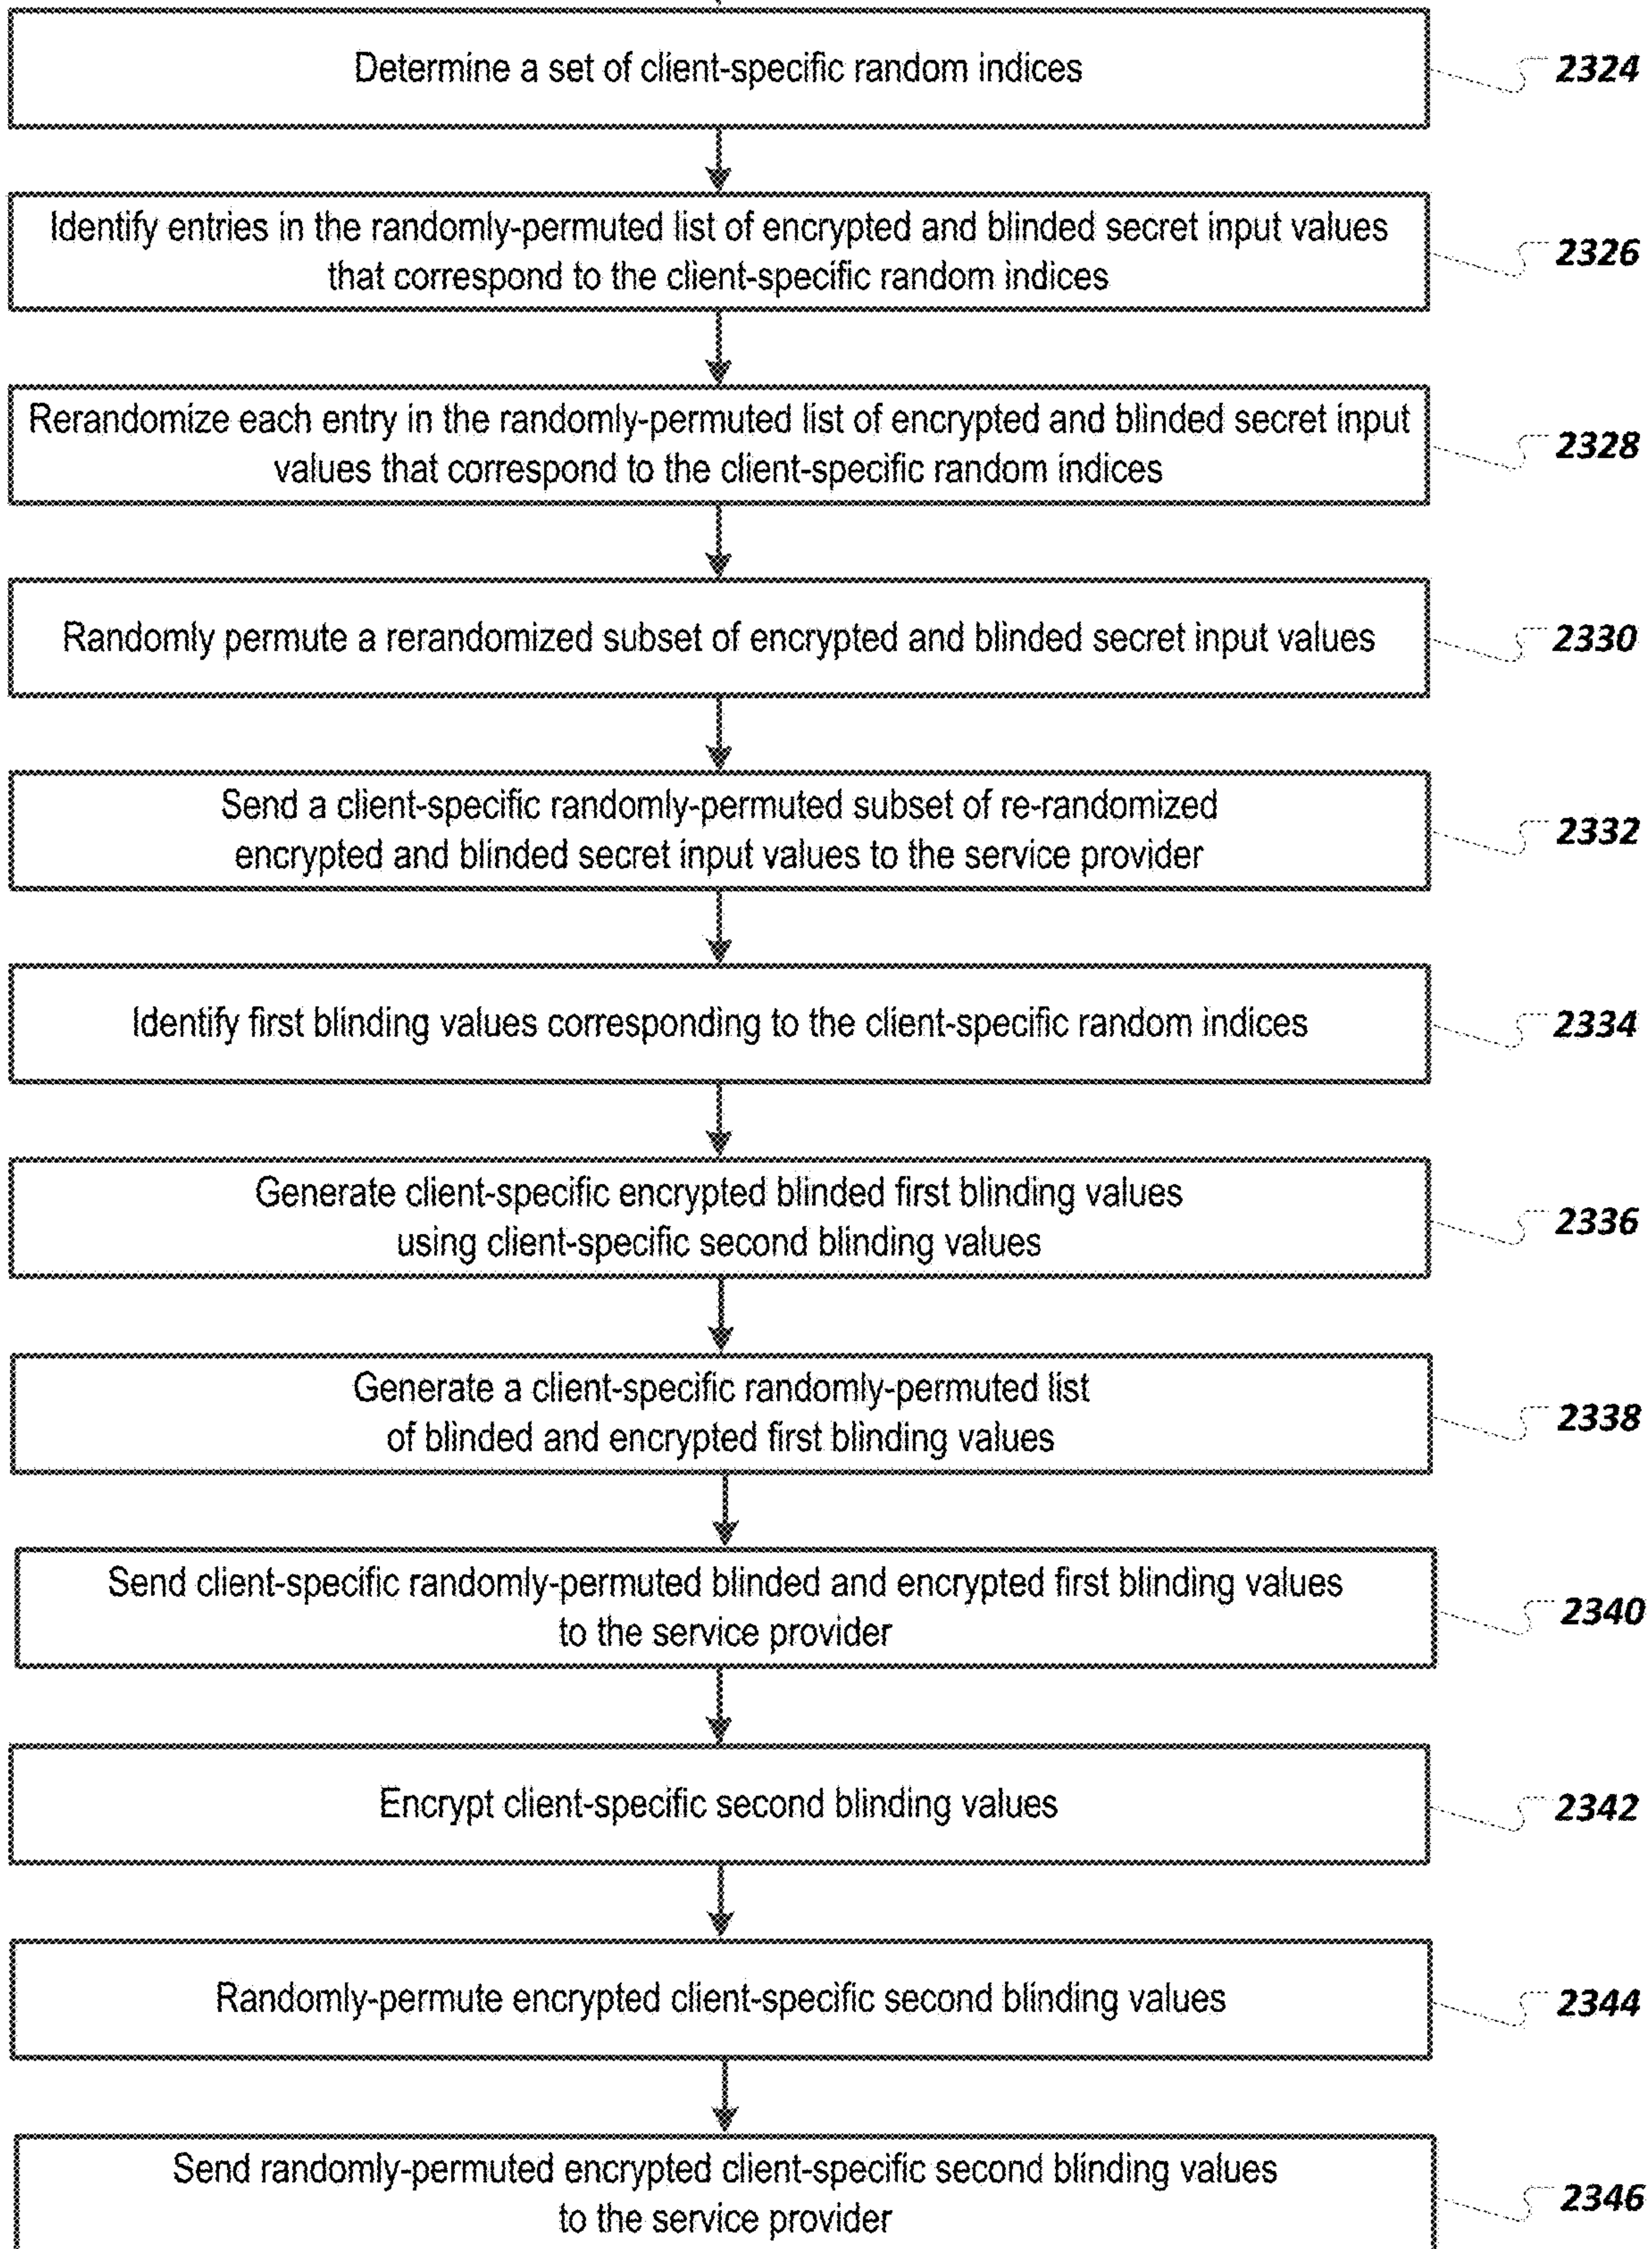 Determine a set of client-specific random indices
2324
Identify entries in the randomly-permuted list of encrypted and blinded secret input values
that correspond to the client-specific random indices
2326
Rerandomize each entry in the randomly-permuted list of encrypted and blinded secret input
values that correspond to the client-specific random indices
2328
Randomly permute a rerandomized subset of encrypted and blinded secret input values
2330
Send a client-specific randomly-permuted subset of re-randomized
encrypted and blinded secret input values to the service provider
2332
Identify first blinding values corresponding to the client-specific random indices
2334
Generate client-specific encrypted blinded first blinding values
using client-specific second blinding values
2336
Generate a client-specific randomly-permuted list
of blinded and encrypted first blinding values
2338
Send client-specific randomly-permuted blinded and encrypted first blinding values
to the service provider
2340
Encrypt client-specific second blinding values
2342
Randomly-permute encrypted client-specific second blinding values
2344
Send randomly-permuted encrypted client-specific second blinding values
to the service provider
2346